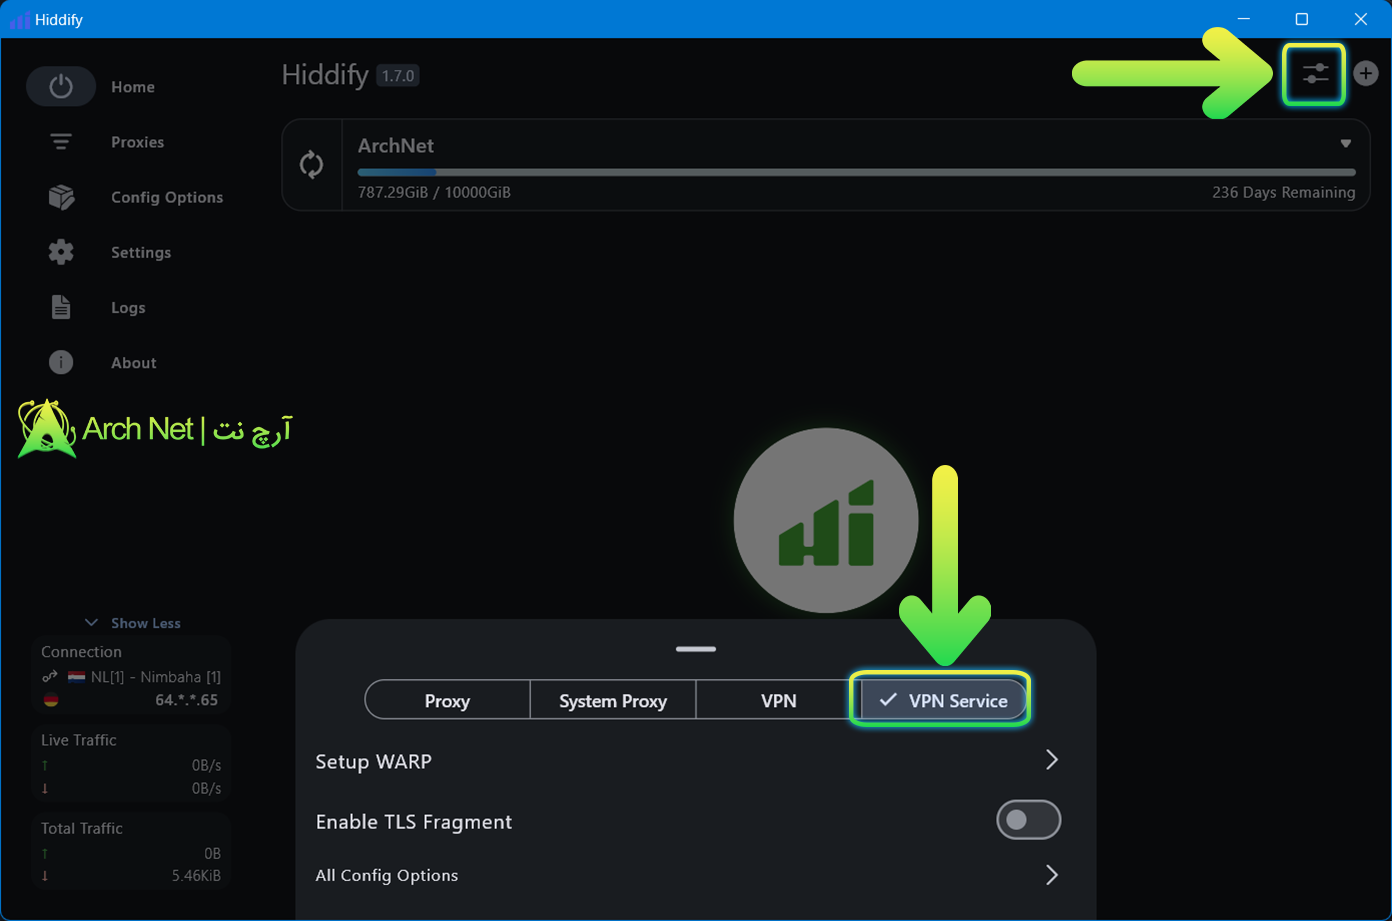 Hiddify
Home
Proxies
Config Options
Settings
Logs
About
Hiddify 1.7.0
ArchNet
787.29GiB / 10000GiB
236 Days Remaining
Arch Net | آرچ نت
Show Less
Connection
NL[1] - Nimbaha [1]
64.*.*.65
Live Traffic
↑ 0B/s
↓ 0B/s
Total Traffic
↑ 0B
↓ 5.46KiB
Proxy
System Proxy
VPN
✓ VPN Service
Setup WARP
Enable TLS Fragment
All Config Options